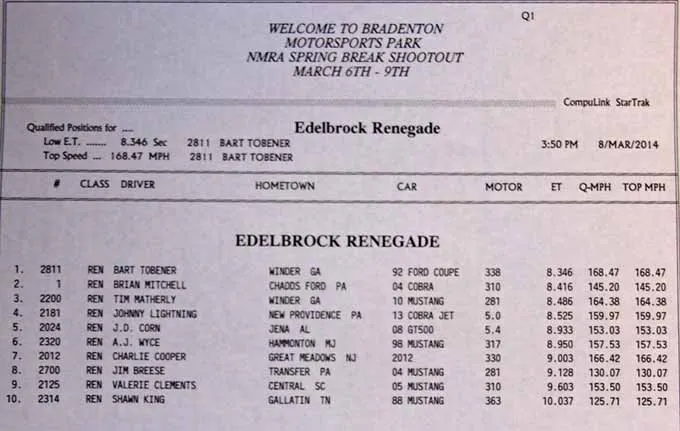 Q1
WELCOME TO BRADENTON
MOTORSPORTS PARK
NMRA SPRING BREAK SHOOTOUT
MARCH 6TH - 9TH
CompuLink StarTrak
Qualified Positions for .... Edelbrock Renegade
Low E.T. ....... 8.346 Sec 2811 BART TOBENER 3:50 PM 8/MAR/2014
Top Speed ... 168.47 MPH 2811 BART TOBENER
# CLASS DRIVER HOMETOWN CAR MOTOR ET Q-MPH TOP MPH
EDELBROCK RENEGADE
1. 2811 REN BART TOBENER WINDER GA 92 FORD COUPE 338 8.346 168.47 168.47
2. 1 REN BRIAN MITCHELL CHADDS FORD PA 04 COBRA 310 8.416 145.20 145.20
3. 2200 REN TIM MATHERLY WINDER GA 10 MUSTANG 281 8.486 164.38 164.38
4. 2181 REN JOHNNY LIGHTNING NEW PROVIDENCE PA 13 COBRA JET 5.0 8.525 159.97 159.97
5. 2024 REN J.D. CORN JENA AL 08 GT500 5.4 8.933 153.03 153.03
6. 2320 REN A.J. WYCE HAMMONTON MJ 98 MUSTANG 317 8.950 157.53 157.53
7. 2012 REN CHARLIE COOPER GREAT MEADOWS NJ 2012 330 9.003 166.42 166.42
8. 2700 REN JIM BREESE TRANSFER PA 04 MUSTANG 281 9.128 130.07 130.07
9. 2125 REN VALERIE CLEMENTS CENTRAL SC 05 MUSTANG 310 9.603 153.50 153.50
10. 2314 REN SHAWN KING GALLATIN TN 88 MUSTANG 363 10.037 125.71 125.71